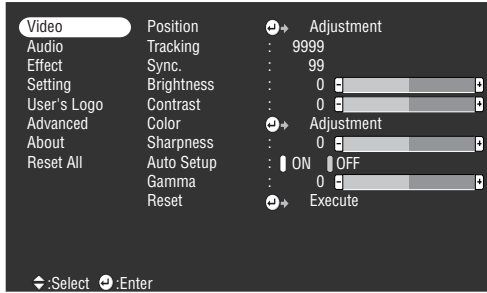 Video Position Adjustment
Audio Tracking : 9999
Effect Sync. : 99
Setting Brightness : 0 - +
User's Logo Contrast : 0 - +
Advanced Color Adjustment
About Sharpness : 0 - +
Reset All Auto Setup : ON OFF
Gamma : 0 - +
Reset Execute
:Select :Enter